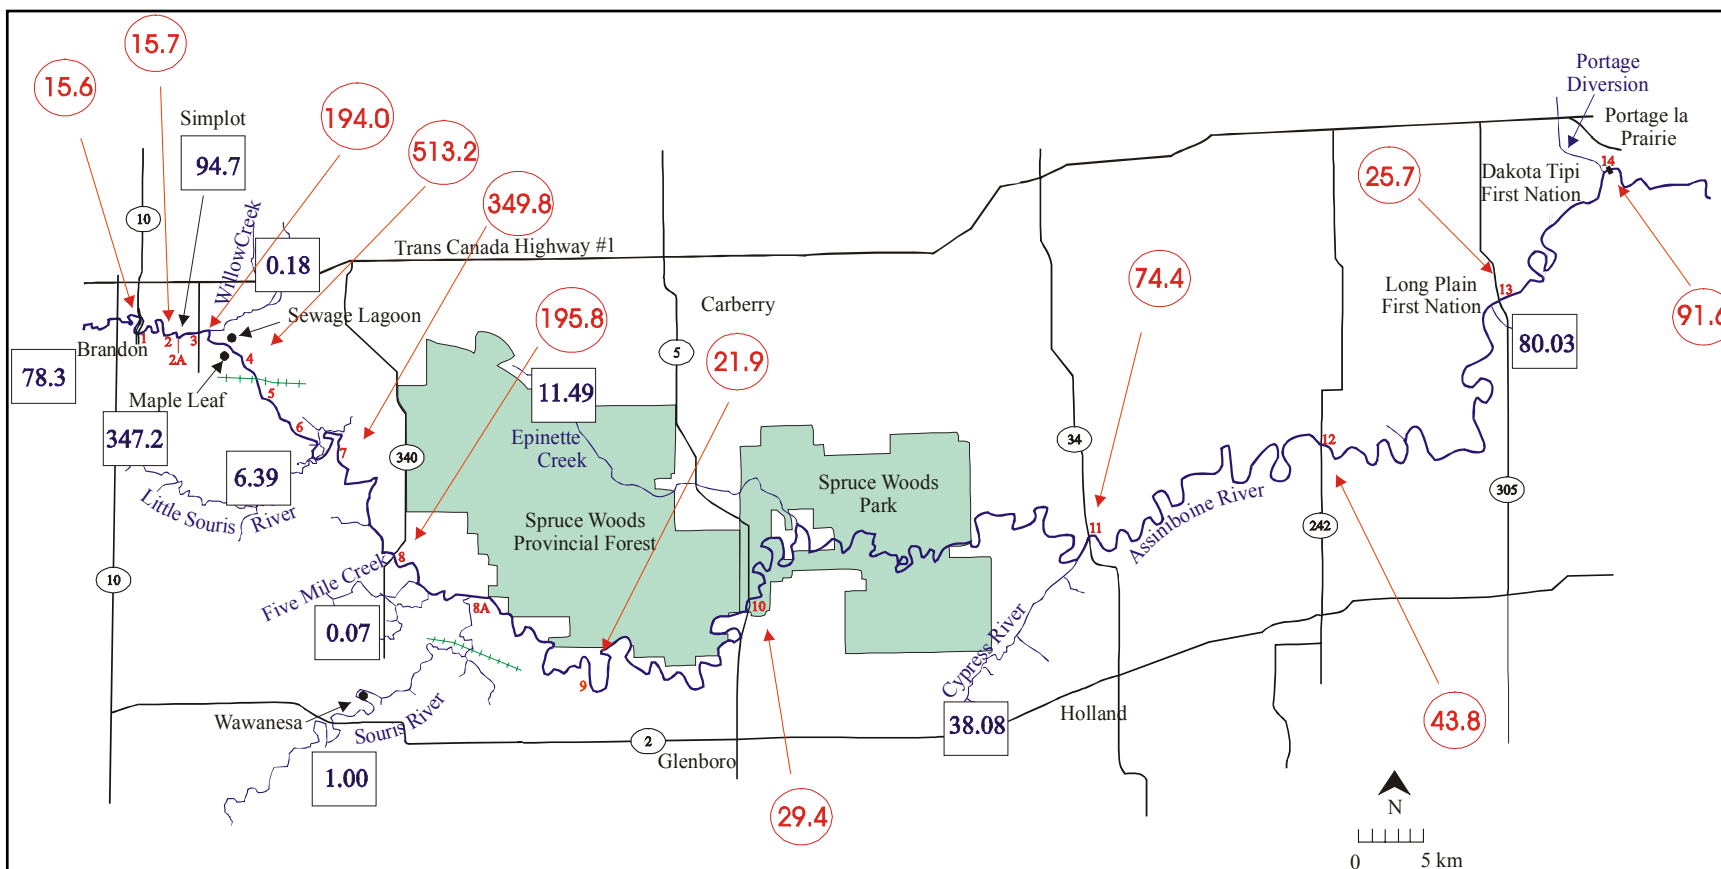 15.7
15.6
Simplot
194.0
94.7
513.2
349.8
10
Willow Creek
0.18
Trans Canada Highway #1
Sewage Lagoon
195.8
Carberry
21.9
74.4
25.7
Portage
Diversion
Portage la
Prairie
14
Dakota Tipi
First Nation
Long Plain
First Nation
13
91.6
80.03
Brandon
1
2
2A
3
4
78.3
Maple Leaf
5
6
7
347.2
6.39
Little Souris River
340
5
11.49
Epinette
Creek
Spruce Woods
Park
Spruce Woods
Provincial Forest
34
11
Assiniboine River
12
242
305
10
Five Mile Creek
8
8A
0.07
9
10
Cypress River
Wawanesa
Souris River
1.00
2
Glenboro
38.08
Holland
43.8
29.4
N
0 5 km